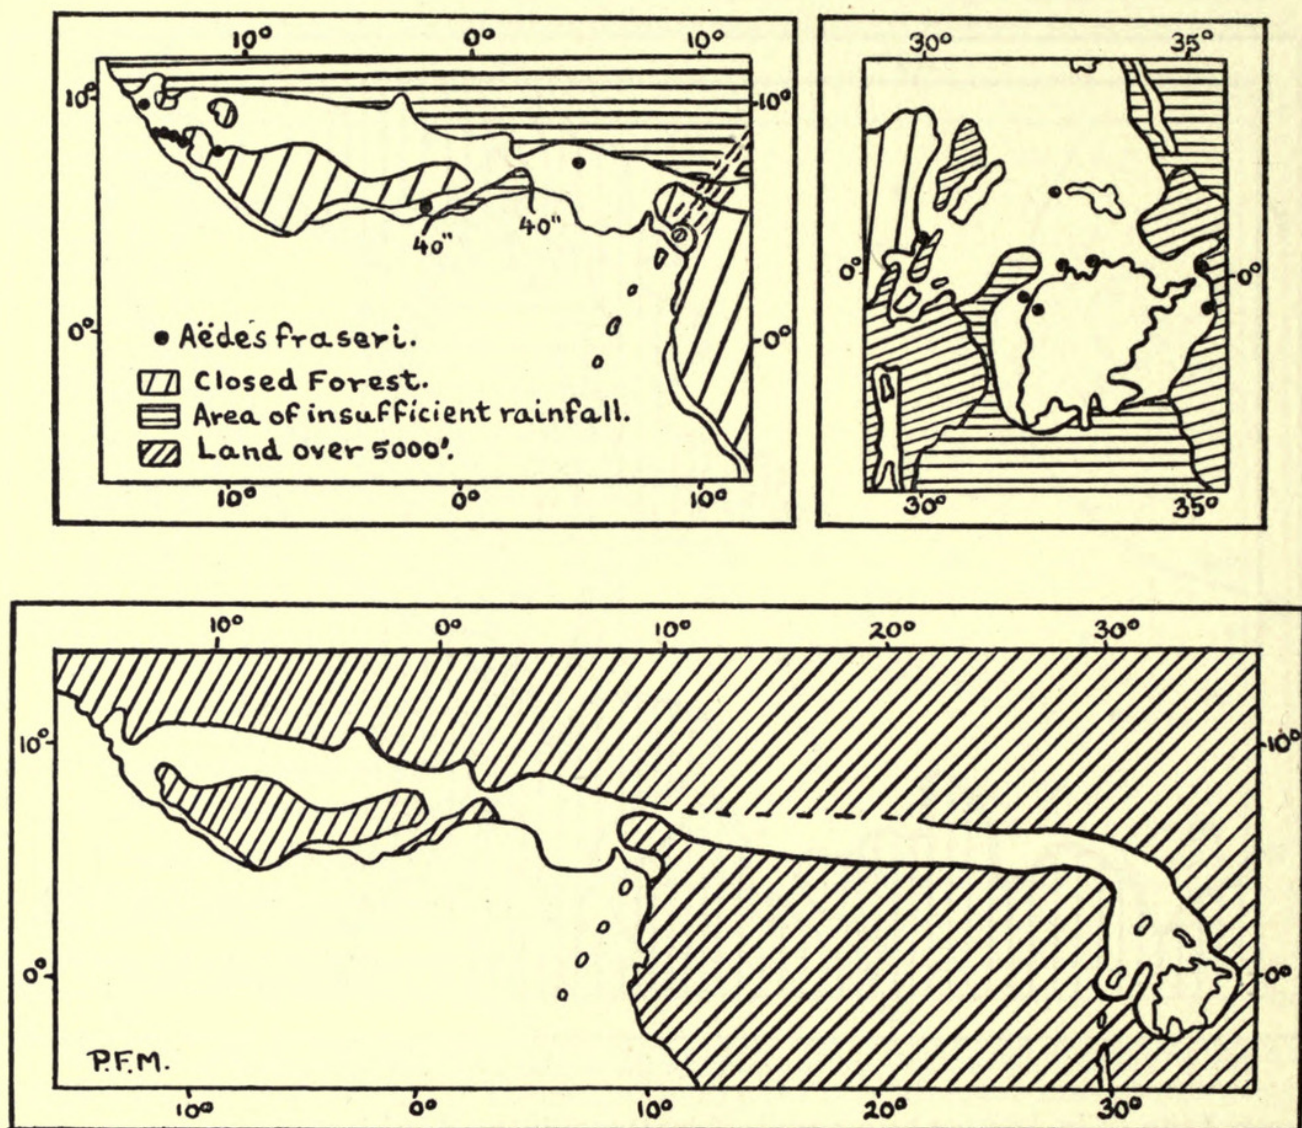 10° 0° 10°
10° 10°
40" 40"
0° 0°
Aëdes fraseri.
Closed Forest.
Area of insufficient rainfall.
Land over 5000'.
10° 0° 10°
30° 35°
0° 0°
30° 35°
10° 0° 10° 20° 30°
10° 10°
0° 0°
P.F.M.
10° 0° 10° 20° 30°